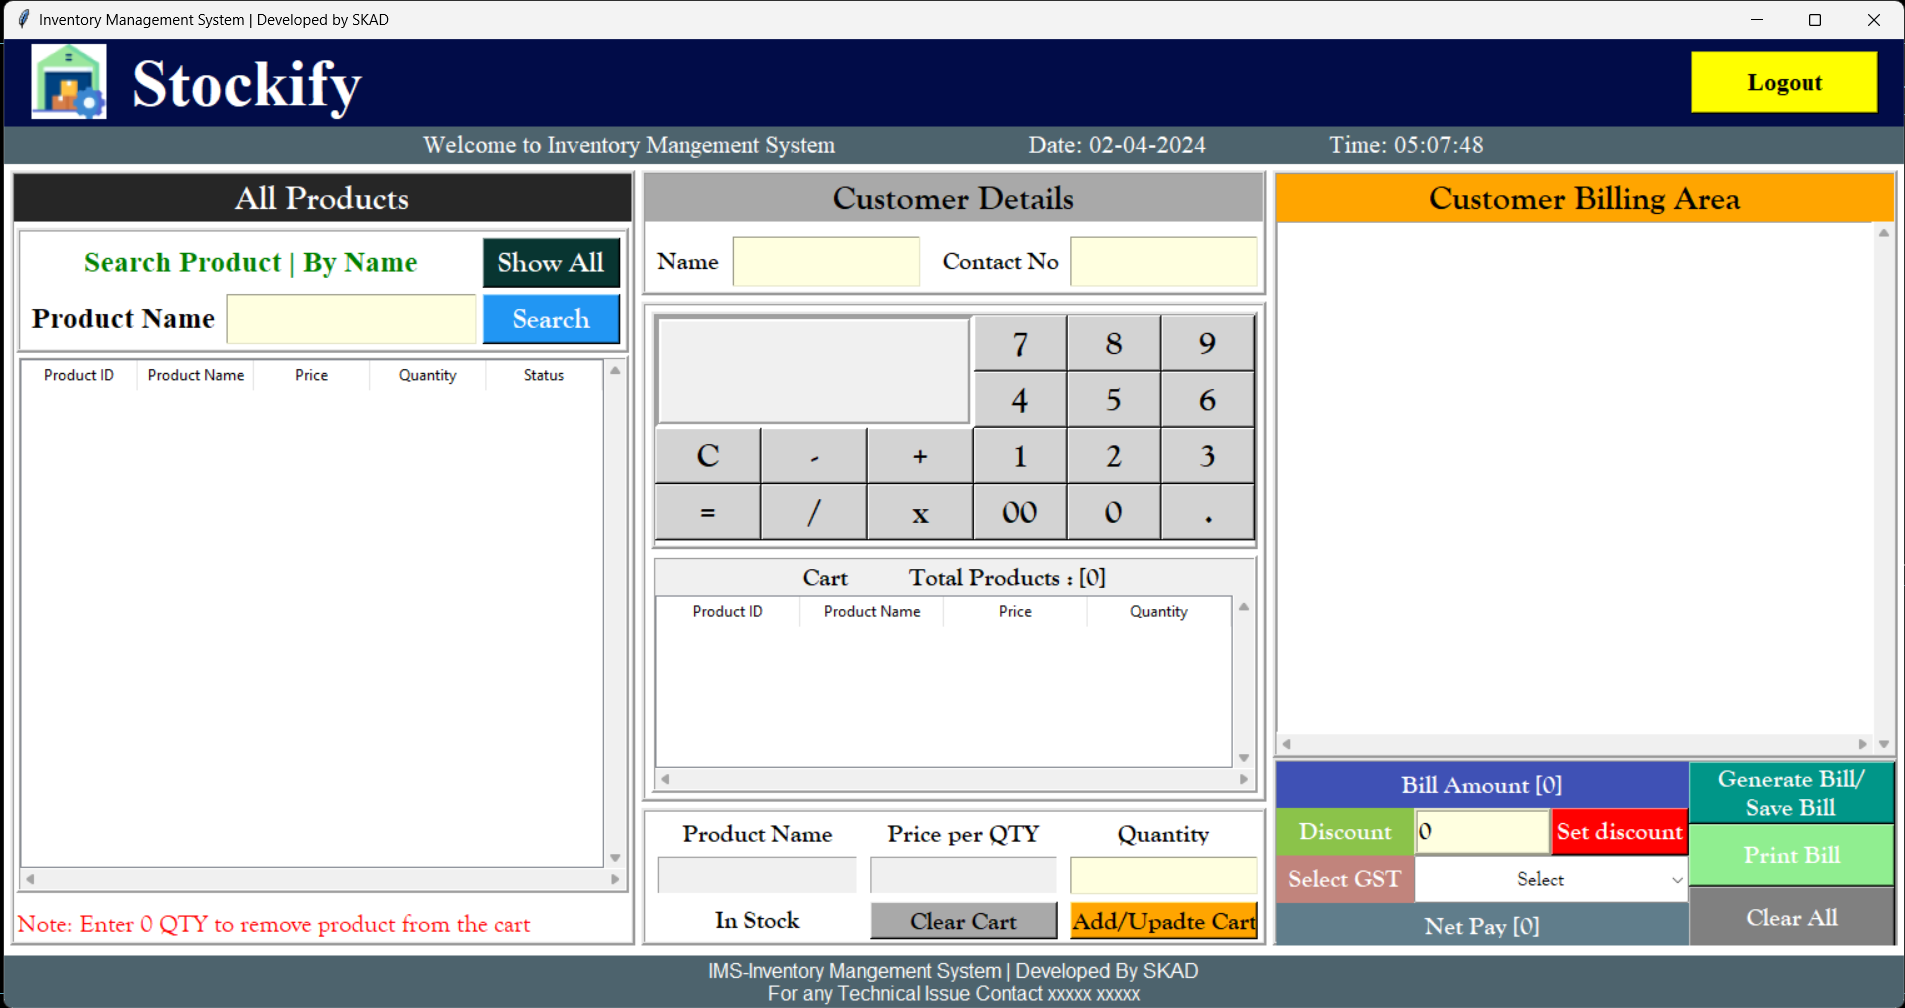 Inventory Management System | Developed by SKAD
Stockify
Logout
Welcome to Inventory Mangement System Date: 02-04-2024 Time: 05:07:48
All Products
Search Product | By Name
Show All
Product Name
Search
Product ID Product Name Price Quantity Status
Note: Enter 0 QTY to remove product from the cart
Customer Details
Name Contact No
7 8 9
4 5 6
C - + 1 2 3
= / x 00 0 .
Cart Total Products : [0]
Product ID Product Name Price Quantity
Product Name Price per QTY Quantity
In Stock Clear Cart Add/Upadte Cart
Customer Billing Area
Bill Amount [0]
Discount 0 Set discount
Select GST Select
Net Pay [0]
Generate Bill/
Save Bill
Print Bill
Clear All
IMS-Inventory Mangement System | Developed By SKAD
For any Technical Issue Contact xxxxx xxxxx